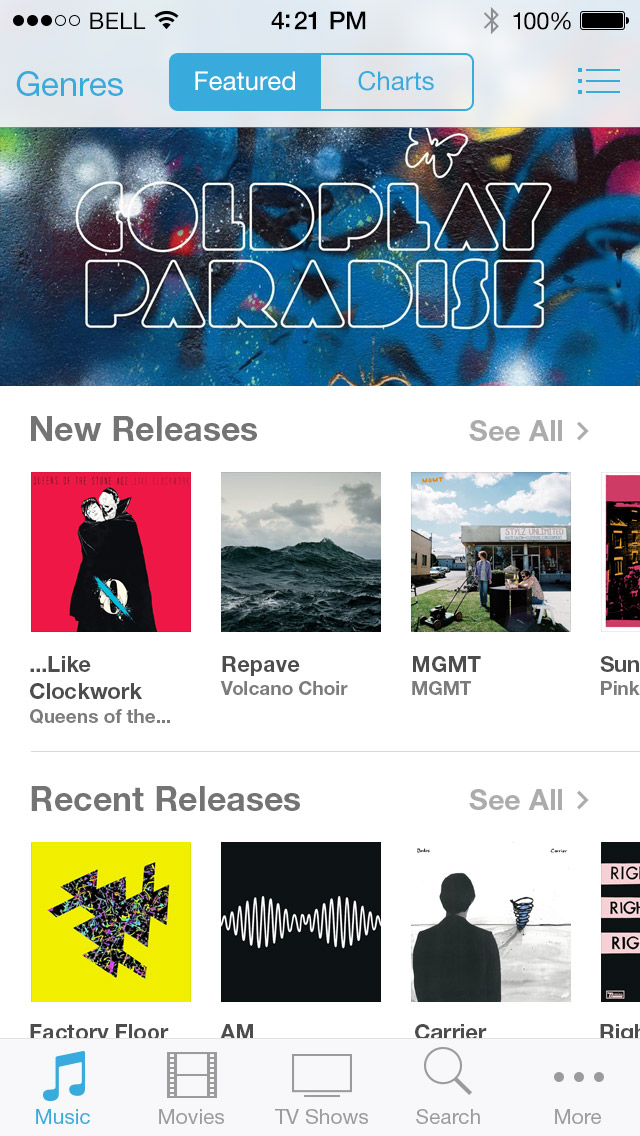 BELL 4:21 PM 100%
Genres Featured Charts
COLDPLAY
PARADISE
New Releases See All
QUEENS OF THE STONE AGE LIKE CLOCKWORK
MGMT
STYLZ UNLIMITED
...Like
Clockwork
Queens of the...
Repave
Volcano Choir
MGMT
MGMT
Sun
Pink
Recent Releases See All
Carrier
RIG
RIGH
RIG
Factory Floor AM Carrier Righ
Music Movies TV Shows Search More